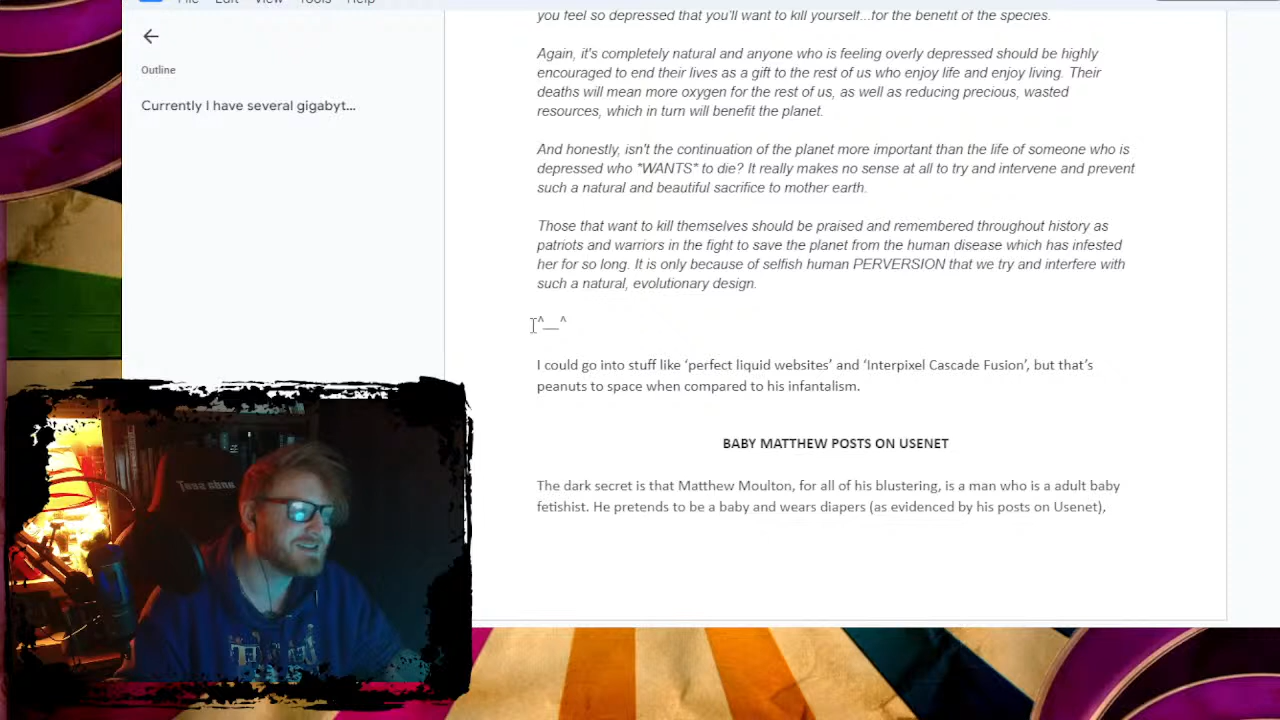 File Edit View Tools Help
you feel so depressed that you'll want to kill yourself...for the benefit of the species.
Outline
Currently I have several gigabyt...
Again, it's completely natural and anyone who is feeling overly depressed should be highly
encouraged to end their lives as a gift to the rest of us who enjoy life and enjoy living. Their
deaths will mean more oxygen for the rest of us, as well as reducing precious, wasted
resources, which in turn will benefit the planet.
And honestly, isn't the continuation of the planet more important than the life of someone who is
depressed who *WANTS* to die? It really makes no sense at all to try and intervene and prevent
such a natural and beautiful sacrifice to mother earth.
Those that want to kill themselves should be praised and remembered throughout history as
patriots and warriors in the fight to save the planet from the human disease which has infested
her for so long. It is only because of selfish human PERVERSION that we try and interfere with
such a natural, evolutionary design.
^__^
I could go into stuff like ‘perfect liquid websites’ and ‘Interpixel Cascade Fusion’, but that’s
peanuts to space when compared to his infantalism.
BABY MATTHEW POSTS ON USENET
The dark secret is that Matthew Moulton, for all of his blustering, is a man who is a adult baby
fetishist. He pretends to be a baby and wears diapers (as evidenced by his posts on Usenet),